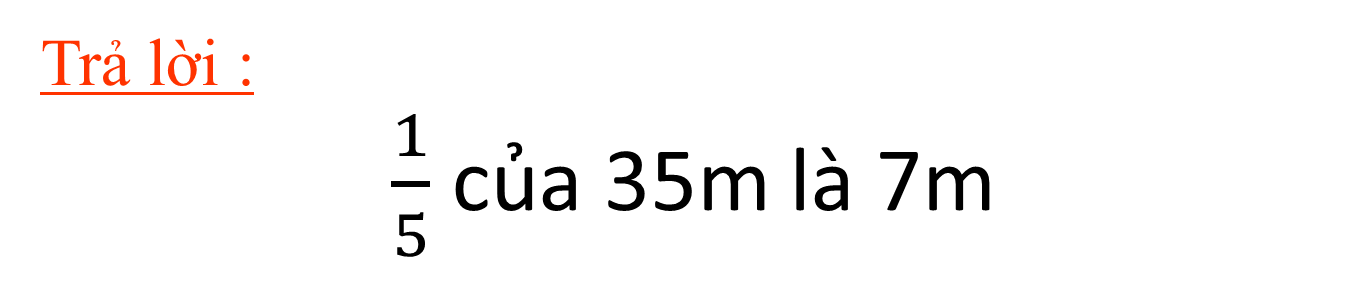 Trả lời :
1/5 của 35m là 7m